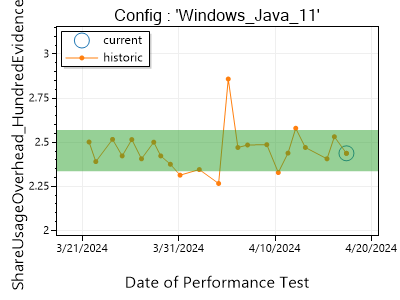 Config : 'Windows_Java_11'
current
historic
ShareUsageOverhead_HundredEvidence
3
2.75
2.5
2.25
2
3/21/2024
3/31/2024
4/10/2024
4/20/2024
Date of Performance Test